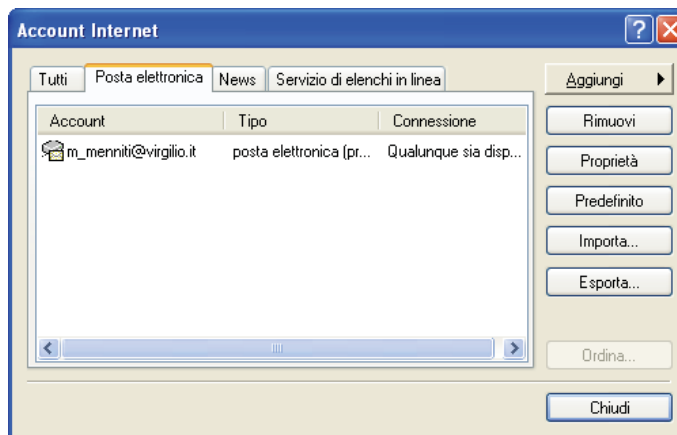 Account Internet
Tutti Posta elettronica News Servizio di elenchi in linea
Account Tipo Connessione
m_menniti@virgilio.it posta elettronica (pr... Qualunque sia disp...
Aggiungi
Rimuovi
Proprietà
Predefinito
Importa...
Esporta...
Ordina...
Chiudi